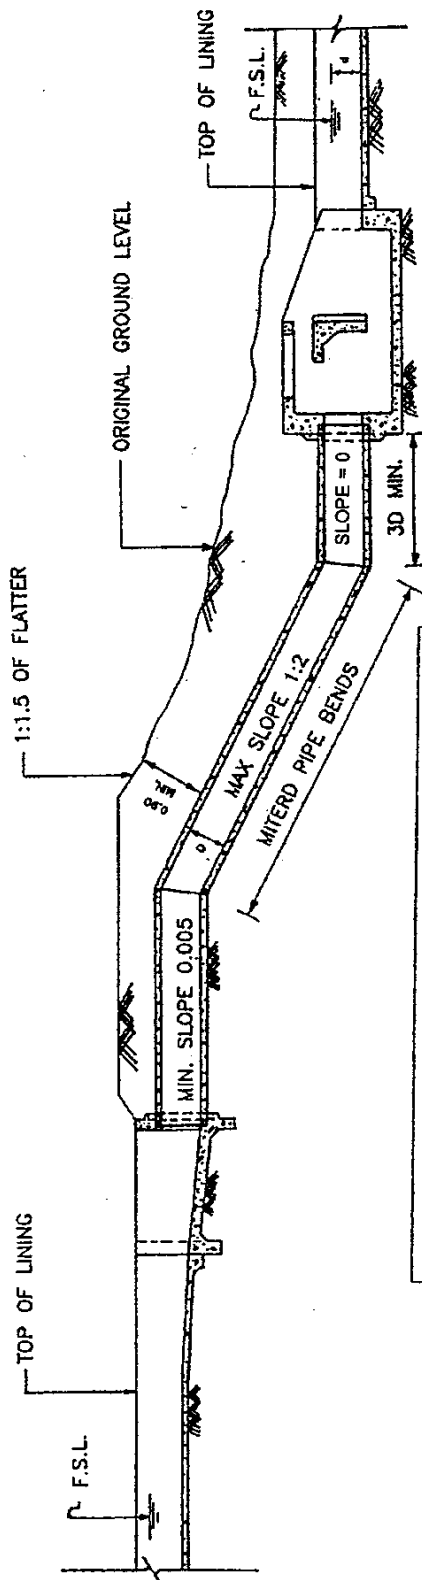 F.S.L.
TOP OF LINING
MIN. SLOPE 0.005
1:1.5 OF FLATTER
0.90
MIN.
D
MAX SLOPE 1:2
MITERD PIPE BENDS
ORIGINAL GROUND LEVEL
SLOPE = 0
3D MIN.
TOP OF LINING
F.S.L.
d